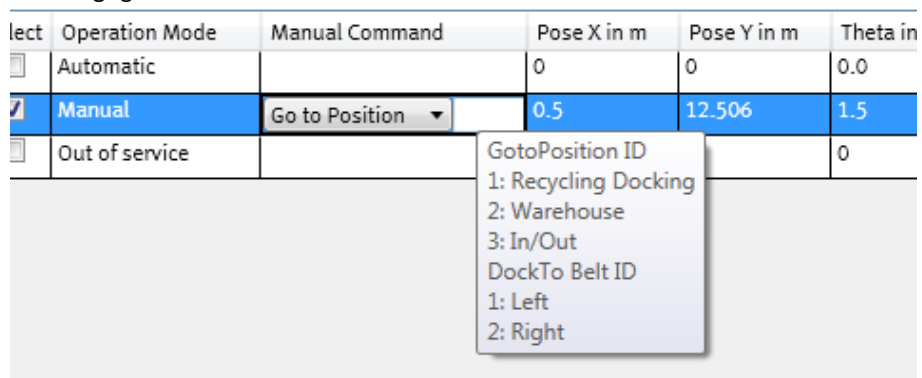 lect Operation Mode Manual Command Pose X in m Pose Y in m Theta in
Automatic 0 0 0.0
Manual Go to Position 0.5 12.506 1.5
Out of service 0
GotoPosition ID
1: Recycling Docking
2: Warehouse
3: In/Out
DockTo Belt ID
1: Left
2: Right